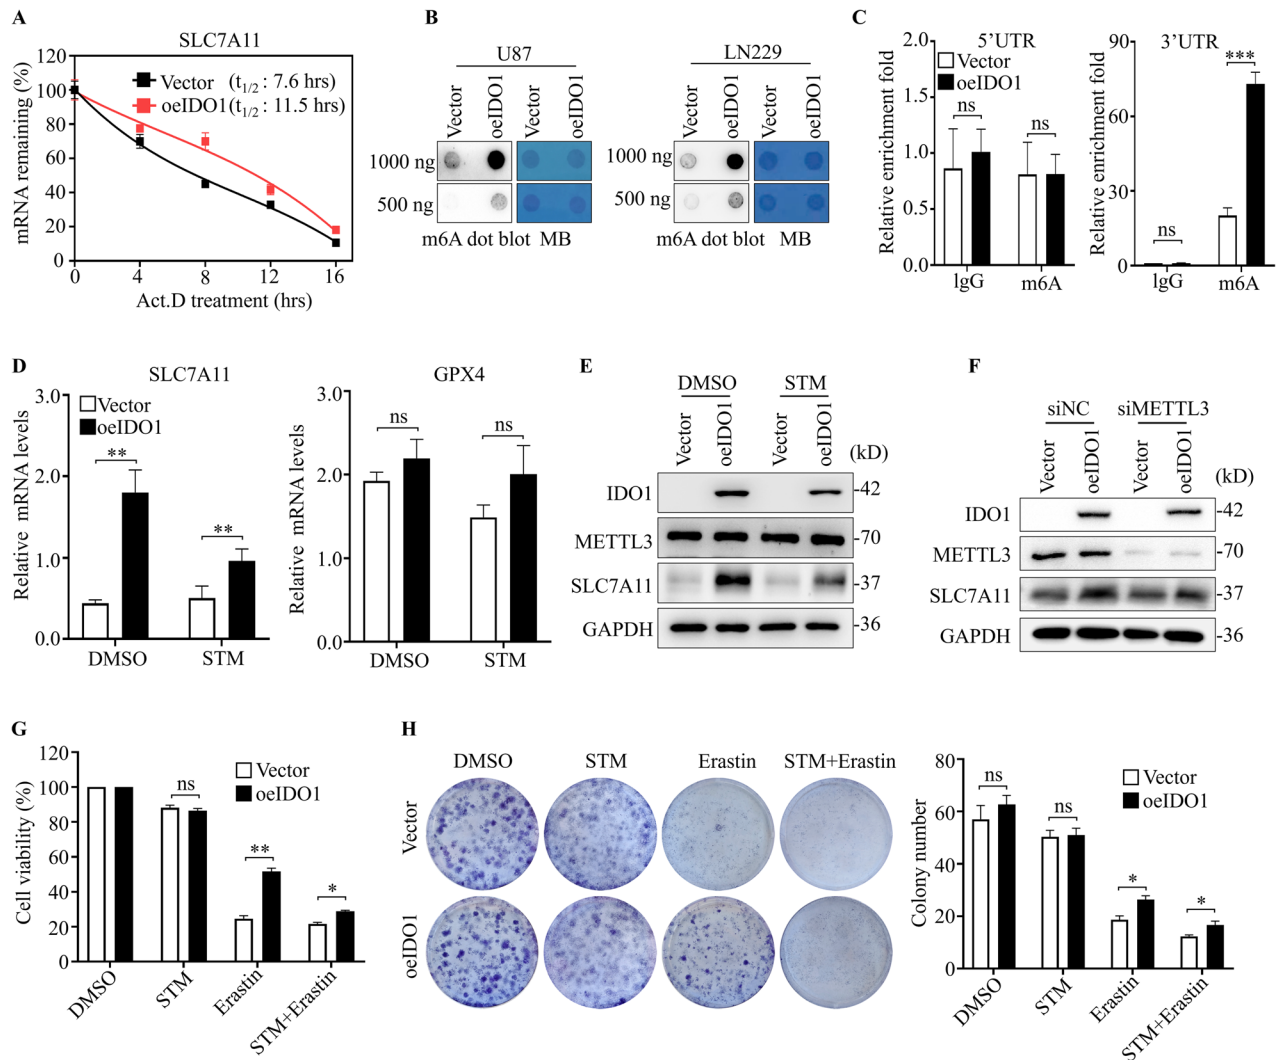 A
SLC7A11
mRNA remaining (%)
120
100
80
60
40
20
0
Vector (t1/2 : 7.6 hrs)
oeIDO1(t1/2 : 11.5 hrs)
0 4 8 12 16
Act.D treatment (hrs)
B
U87
LN229
Vector
oeIDO1
Vector
oeIDO1
Vector
oeIDO1
Vector
oeIDO1
1000 ng
500 ng
1000 ng
500 ng
m6A dot blot MB
m6A dot blot MB
C
5'UTR
Relative enrichment fold
2.0
1.5
1.0
0.5
0.0
Vector
oeIDO1
ns
ns
IgG
m6A
3'UTR
Relative enrichment fold
90
60
30
0
ns
***
IgG
m6A
D
SLC7A11
Relative mRNA levels
3.0
2.0
1.0
0.0
Vector
oeIDO1
**
**
DMSO
STM
GPX4
Relative mRNA levels
3.0
2.0
1.0
0.0
ns
ns
DMSO
STM
E
DMSO
STM
Vector
oeIDO1
Vector
oeIDO1
(kD)
IDO1 -42
METTL3 -70
SLC7A11 -37
GAPDH -36
F
siNC
siMETTL3
Vector
oeIDO1
Vector
oeIDO1
(kD)
IDO1 -42
METTL3 -70
SLC7A11 -37
GAPDH -36
G
Cell viability (%)
120
100
80
60
40
20
0
Vector
oeIDO1
ns
**
*
DMSO
STM
Erastin
STM+Erastin
H
DMSO
STM
Erastin
STM+Erastin
Vector
oeIDO1
Colony number
80
60
40
20
0
Vector
oeIDO1
ns
ns
*
*
DMSO
STM
Erastin
STM+Erastin